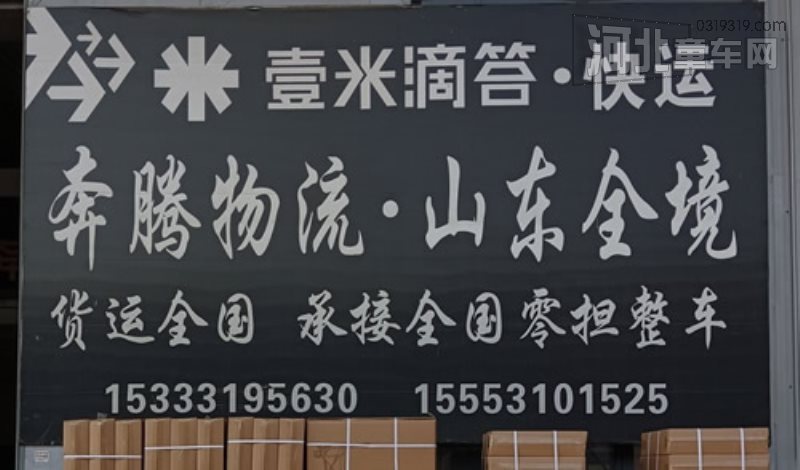 0319319.com
河北童车网
壹米滴答·快运
奔腾物流·山东全境
货运全国 承接全国零担整车
15333195630 15553101525